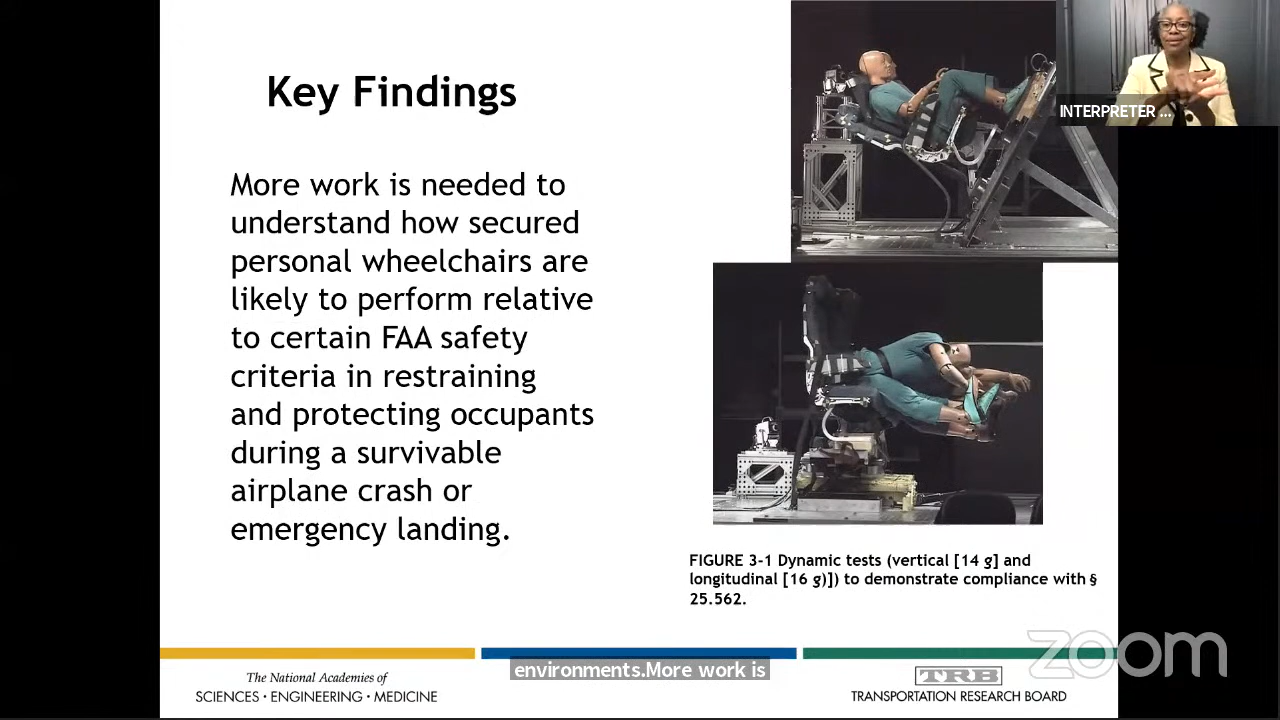 Key Findings
More work is needed to
understand how secured
personal wheelchairs are
likely to perform relative
to certain FAA safety
criteria in restraining
and protecting occupants
during a survivable
airplane crash or
emergency landing.
INTERPRETER ...
FIGURE 3-1 Dynamic tests (vertical [14 g] and
longitudinal [16 g)]) to demonstrate compliance with §
25.562.
zoom
environments.More work is
The National Academies of
SCIENCES • ENGINEERING • MEDICINE
TRB
TRANSPORTATION RESEARCH BOARD